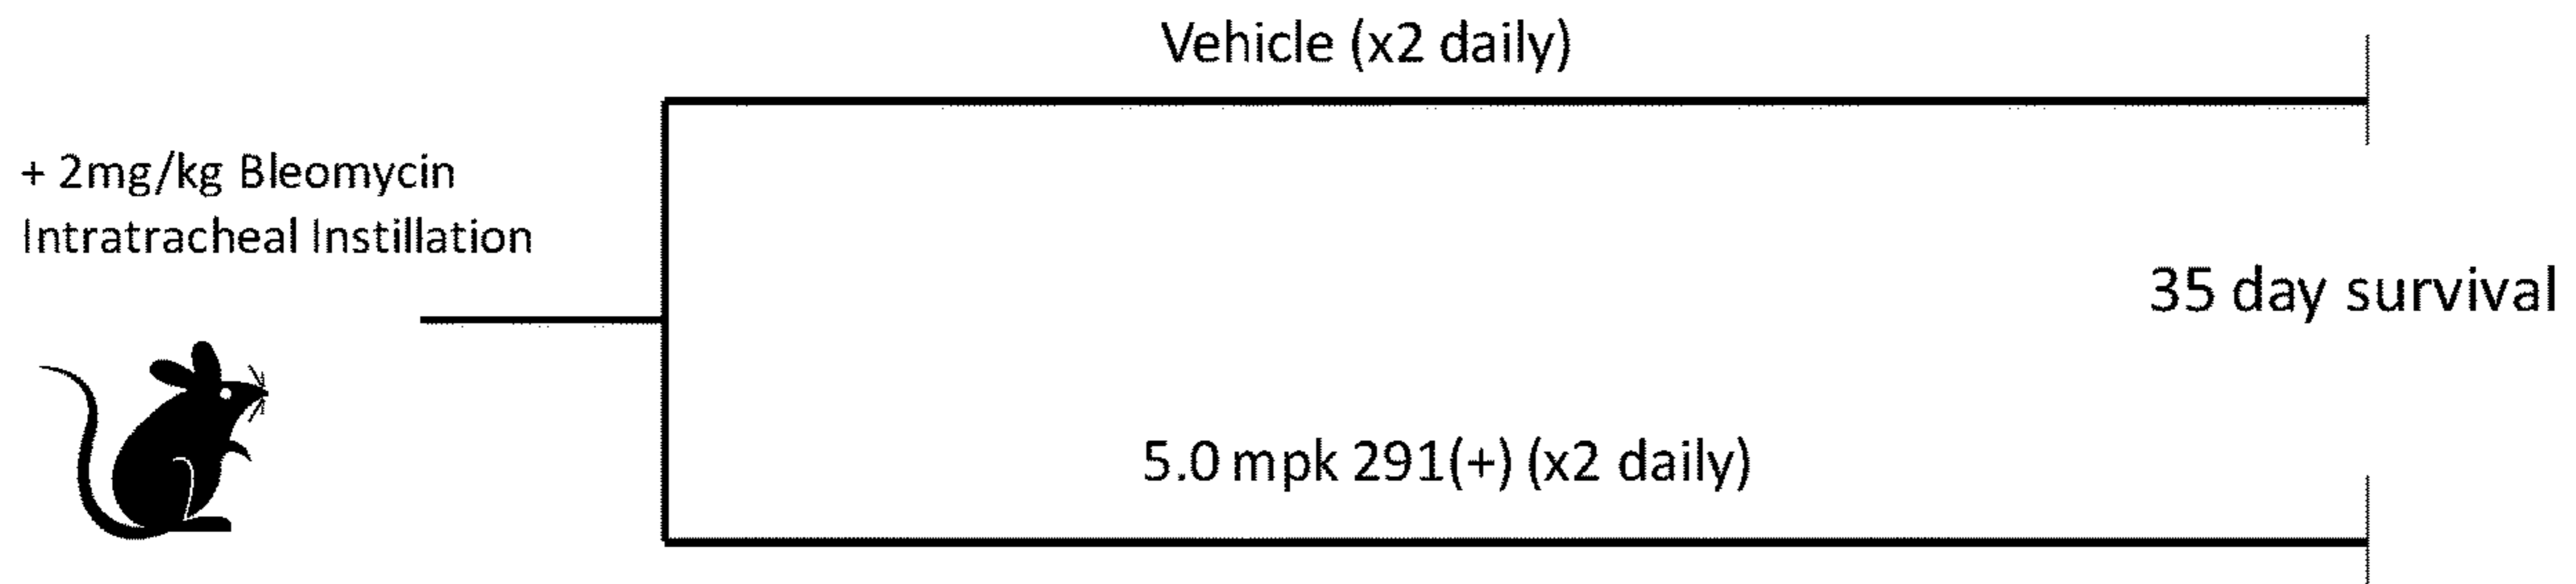 Vehicle (x2 daily)
+ 2mg/kg Bleomycin
Intratracheal Instillation
35 day survival
5.0 mpk 291(+) (x2 daily)